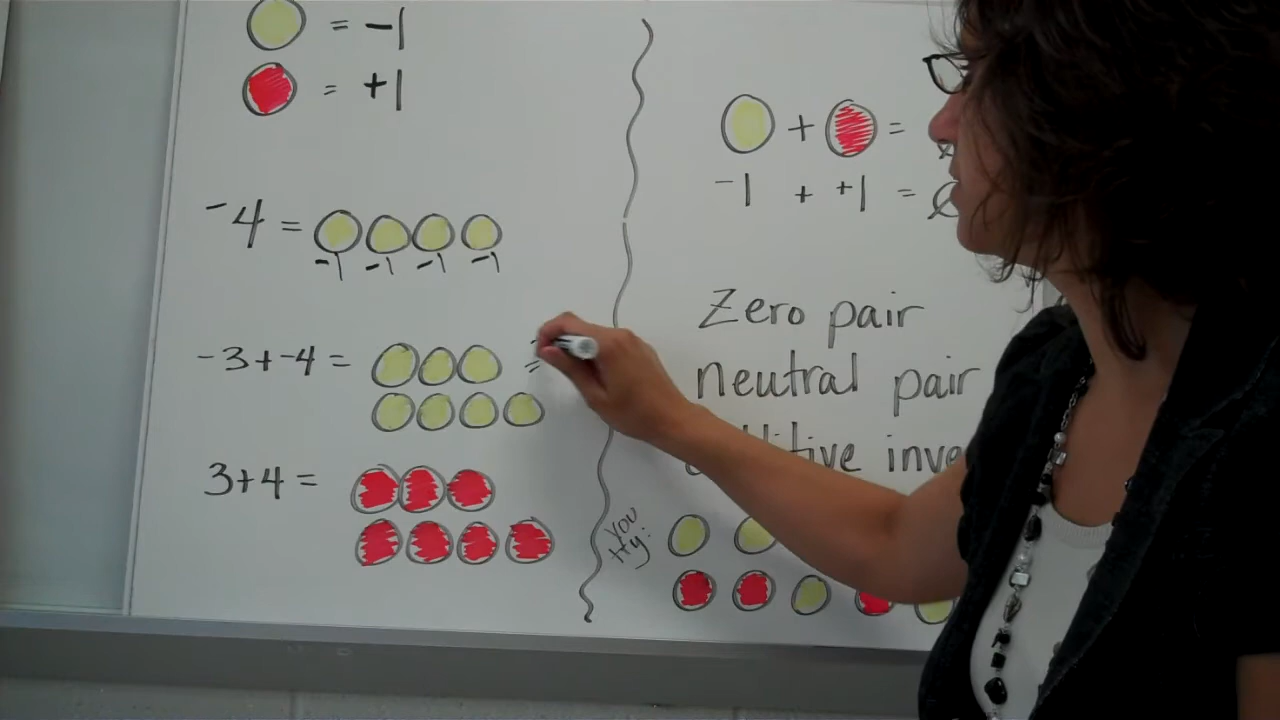 = -1
= +1
-4 =
-1 -1 -1 -1
-3 + -4 = =
3+4 =
+ =
-1 + +1 =
Zero pair
neutral pair
You
try: